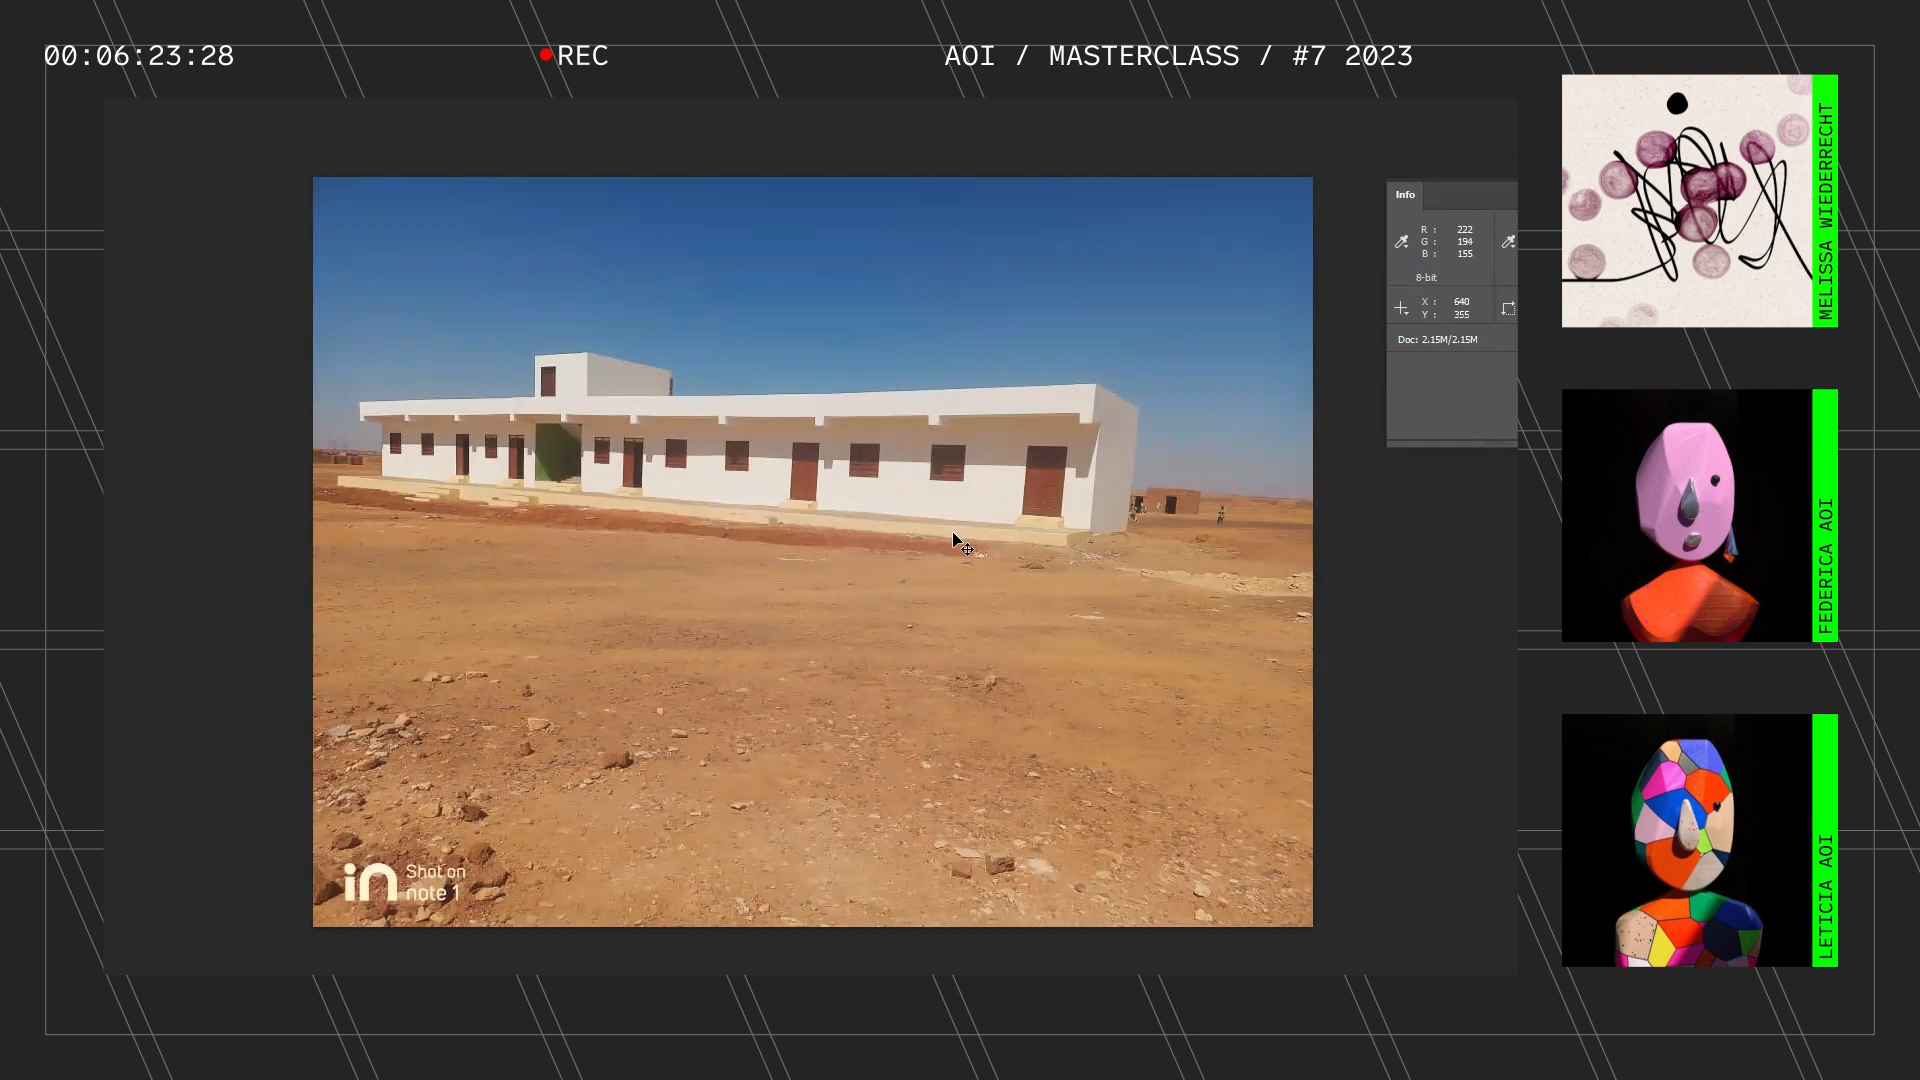 00:06:23:28
REC
AOI / MASTERCLASS / #7 2023
Info
R : 222
G : 194
B : 155
8-bit
X : 640
Y : 355
Doc: 2.15M/2.15M
in
Shot on
note 1
MELISSA WIEDERRECHT
FEDERICA AOI
LETICIA AOI